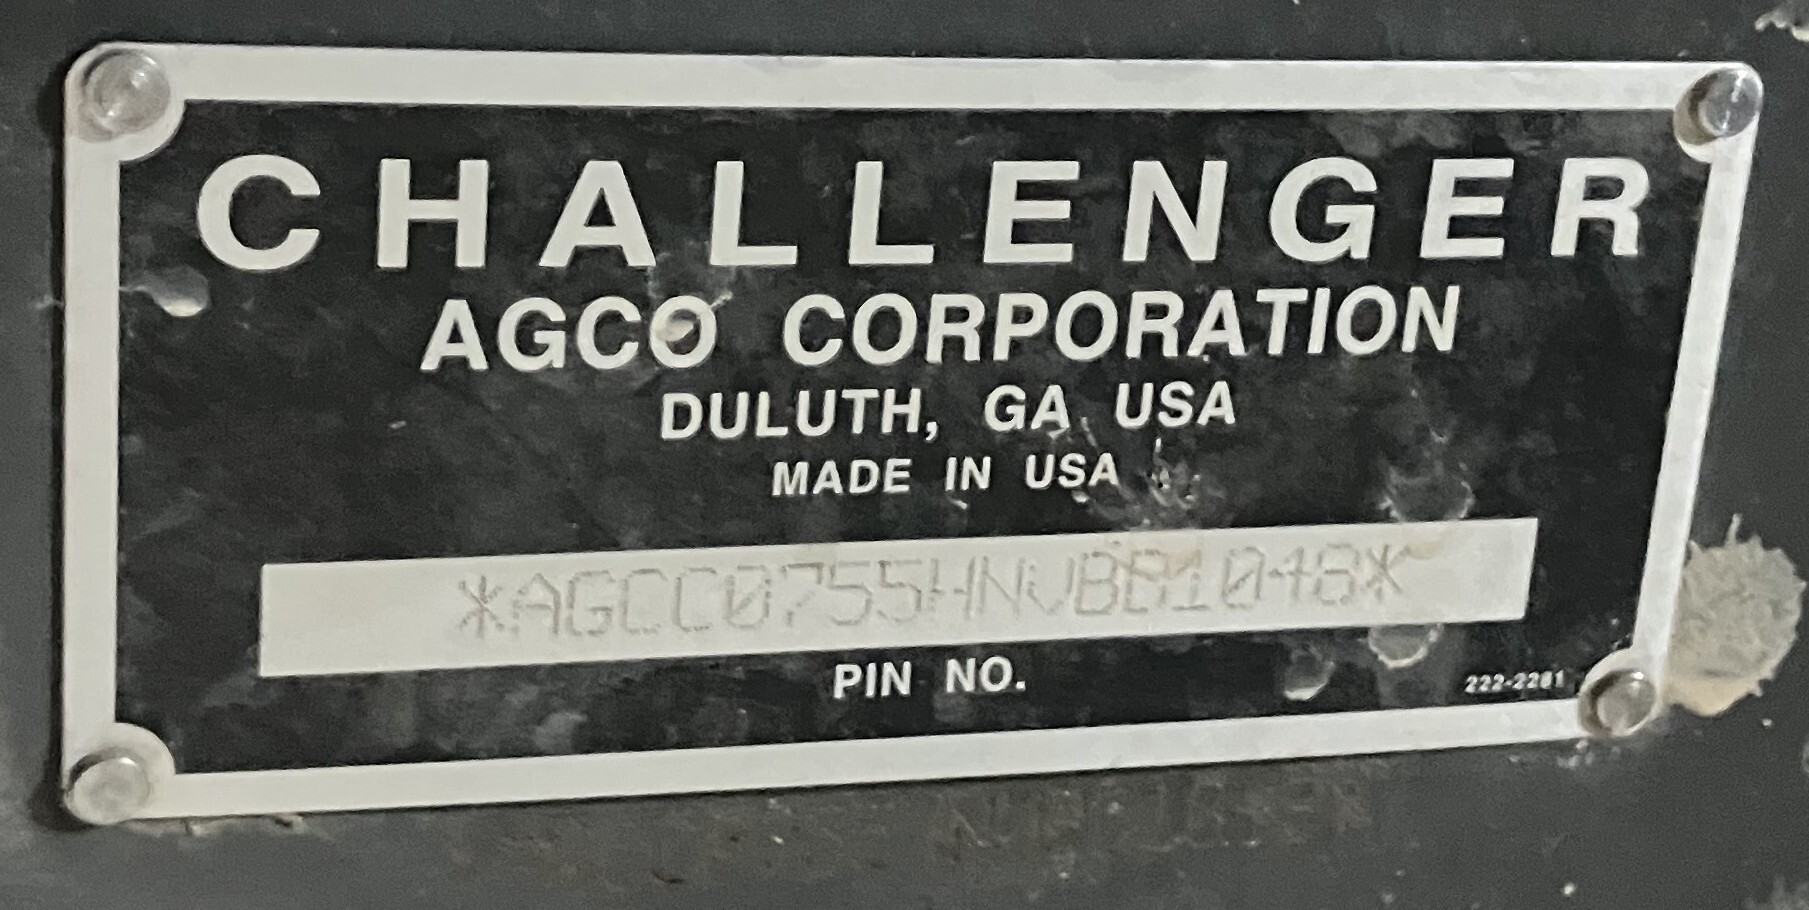 CHALLENGER
AGCO CORPORATION
DULUTH, GA USA
MADE IN USA
*AGCC0755HNVBB1048*
PIN NO.
222-2281